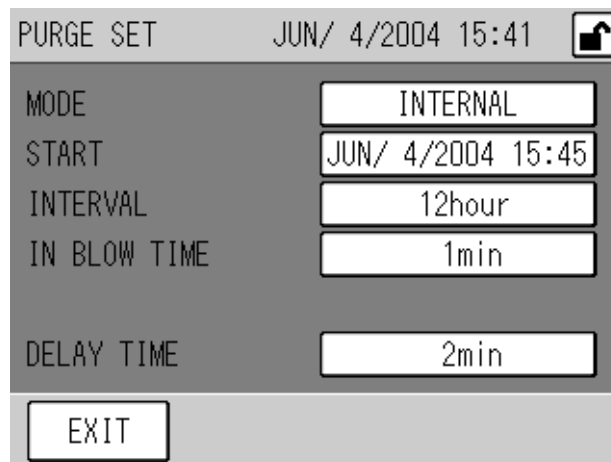 PURGE SET JUN/ 4/2004 15:41
MODE INTERNAL
START JUN/ 4/2004 15:45
INTERVAL 12hour
IN BLOW TIME 1min
DELAY TIME 2min
EXIT